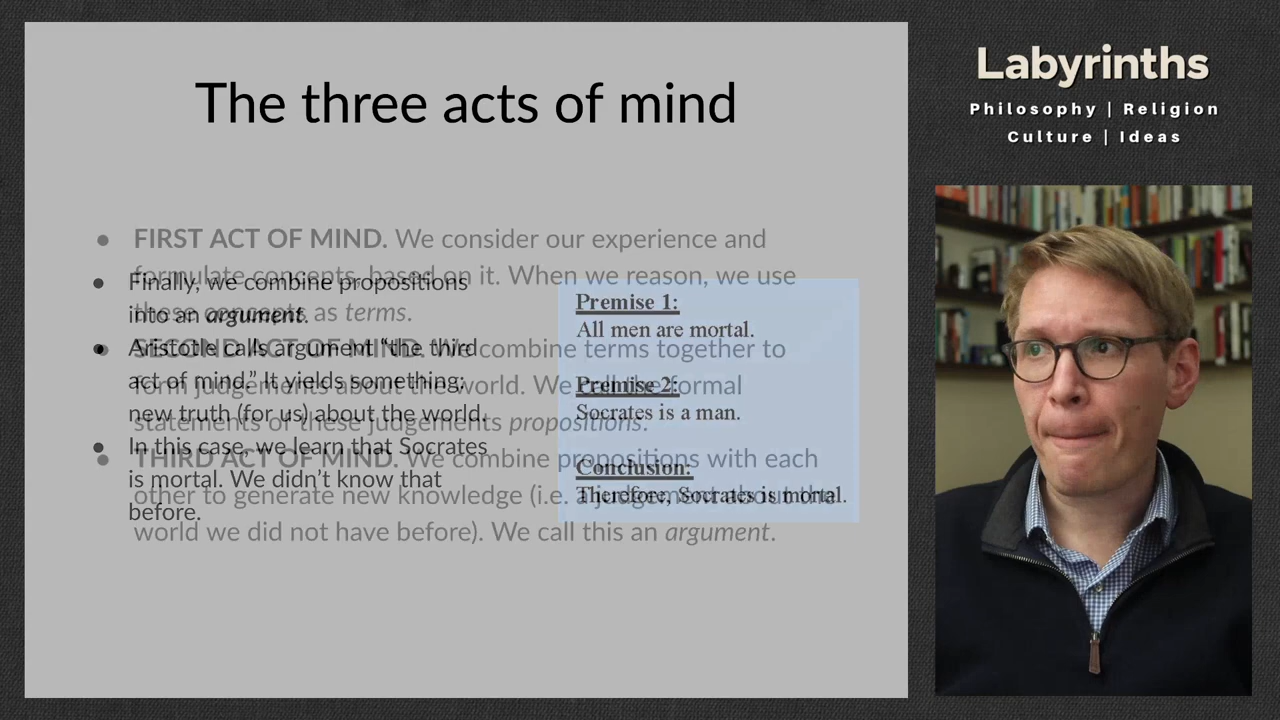 The three acts of mind
FIRST ACT OF MIND. We consider our experience and
formulate concepts, based on it. When we reason, we use
these concepts as terms.
SECOND ACT OF MIND. We combine terms together to
form judgements about the world. We call the formal
statements of these judgements propositions.
THIRD ACT OF MIND. We combine propositions with each
other to generate new knowledge (i.e. a judgement about the
world we did not have before). We call this an argument.
Finally, we combine propositions
into an argument.
Aristotle calls argument “the third
act of mind.” It yields something;
new truth (for us) about the world.
In this case, we learn that Socrates
is mortal. We didn’t know that
before.
Premise 1:
All men are mortal.
Premise 2:
Socrates is a man.
Conclusion:
Therefore, Socrates is mortal.
Labyrinths
Philosophy | Religion
Culture | Ideas